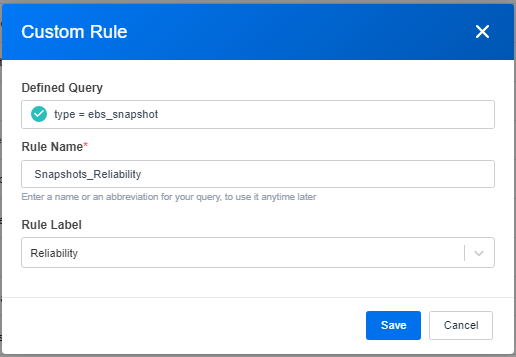 Custom Rule
Defined Query
type = ebs_snapshot
Rule Name*
Snapshots_Reliability
Enter a name or an abbreviation for your query, to use it anytime later
Rule Label
Reliability
Save
Cancel